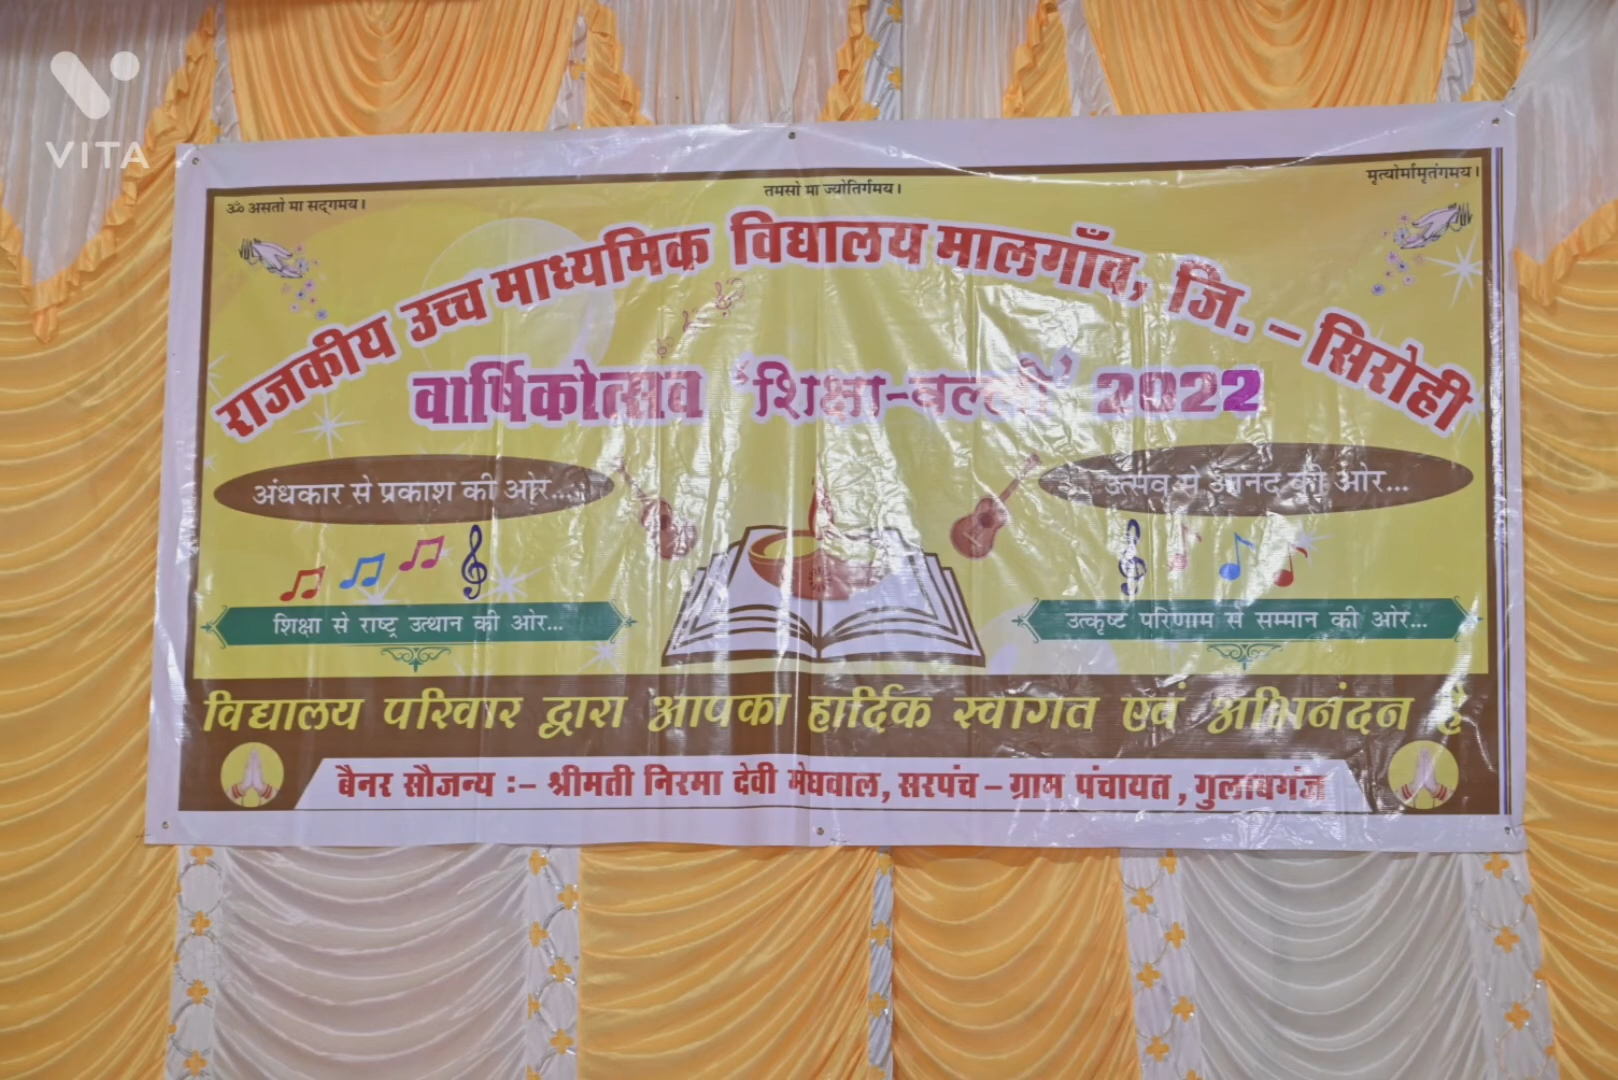 VITA
ॐ असतो मा सद्गमय।
तमसो मा ज्योतिर्गमय।
मृत्योर्मामृतंगमय।
राजकीय उच्च माध्यमिक विद्यालय मालगाँव, जि. - सिरोही
वार्षिकोत्सव 'शिक्षा-वल्ली' 2022
अंधकार से प्रकाश की ओर...
उत्सव से आनंद की ओर...
शिक्षा से राष्ट्र उत्थान की ओर...
उत्कृष्ट परिणाम से सम्मान की ओर...
विद्यालय परिवार द्वारा आपका हार्दिक स्वागत एवं अभिनंदन है
बैनर सौजन्य :- श्रीमती निरमा देवी मेघवाल, सरपंच - ग्राम पंचायत, गुलाबगंज